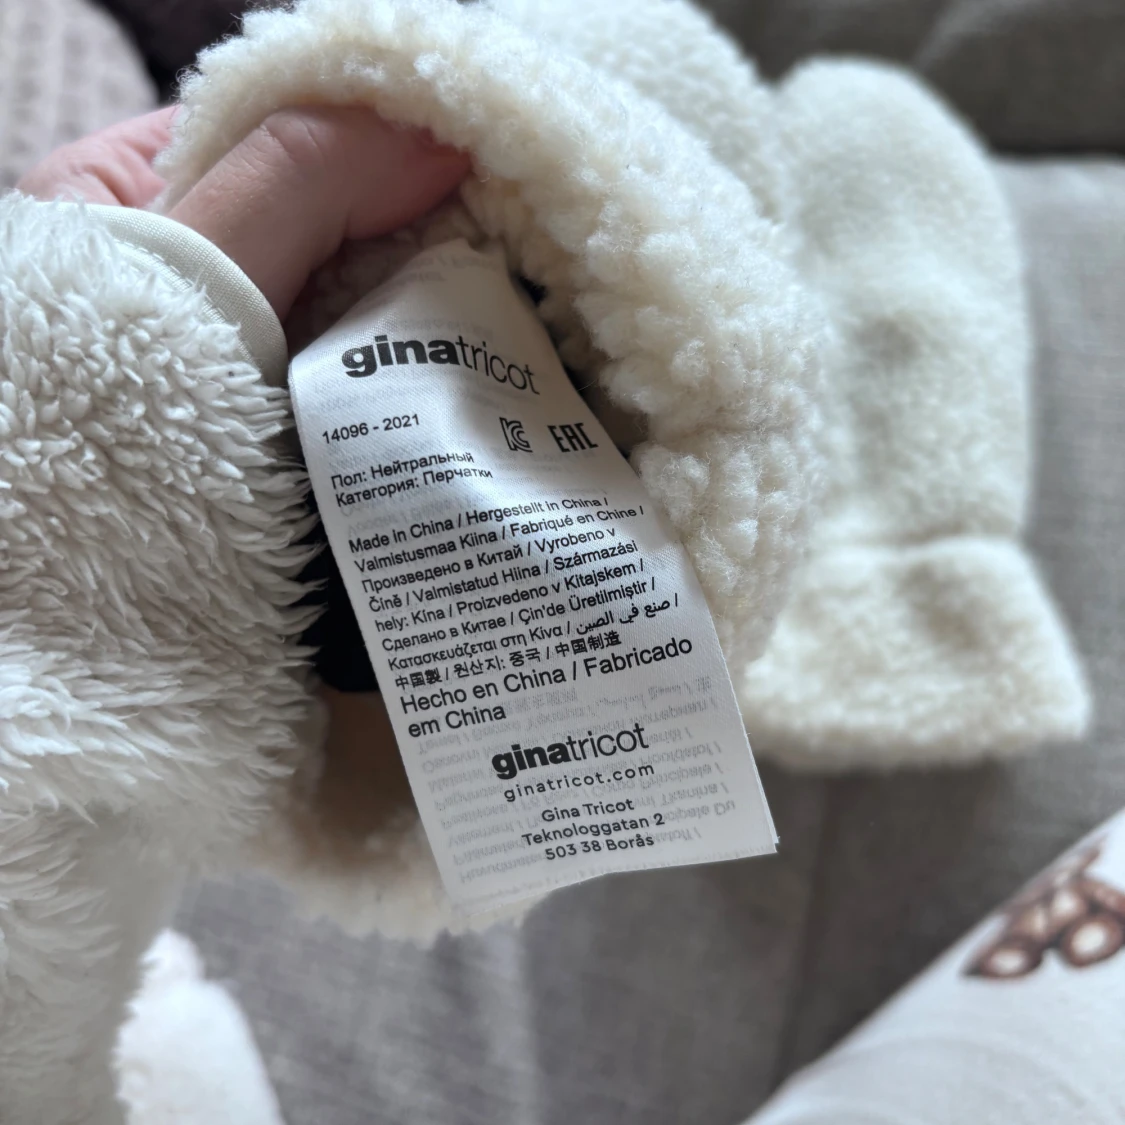 ginatricot
14096 - 2021
EAC
Пол: Нейтральный
Категория: Перчатки
Made in China / Hergestellt in China /
Valmistusmaa Kiina / Fabriqué en Chine /
Произведено в Китай / Vyrobeno v
Číně / Valmistatud Hiina / Származási
hely: Kína / Proizvedeno v Kitajskem /
Сделано в Китае / Çin'de Üretilmiştir /
Κατασκευάζεται στη Κίνα / صنع في الصين /
中国製 / 원산지: 중국 / 中国制造
Hecho en China / Fabricado
em China
ginatricot
ginatricot.com
Gina Tricot
Teknologgatan 2
503 38 Borås